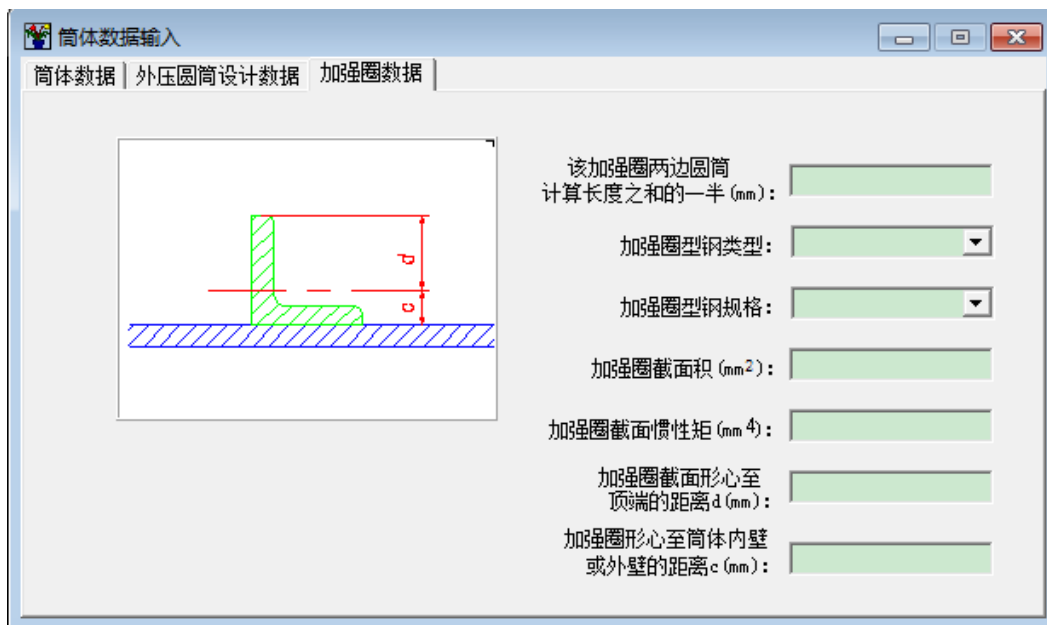 筒体数据输入
筒体数据 外压圆筒设计数据 加强圈数据
该加强圈两边圆筒
计算长度之和的一半(mm):
加强圈型钢类型:
加强圈型钢规格:
加强圈截面积(mm2):
加强圈截面惯性矩(mm4):
加强圈截面形心至
顶端的距离d(mm):
加强圈形心至筒体内壁
或外壁的距离c(mm):
d
c